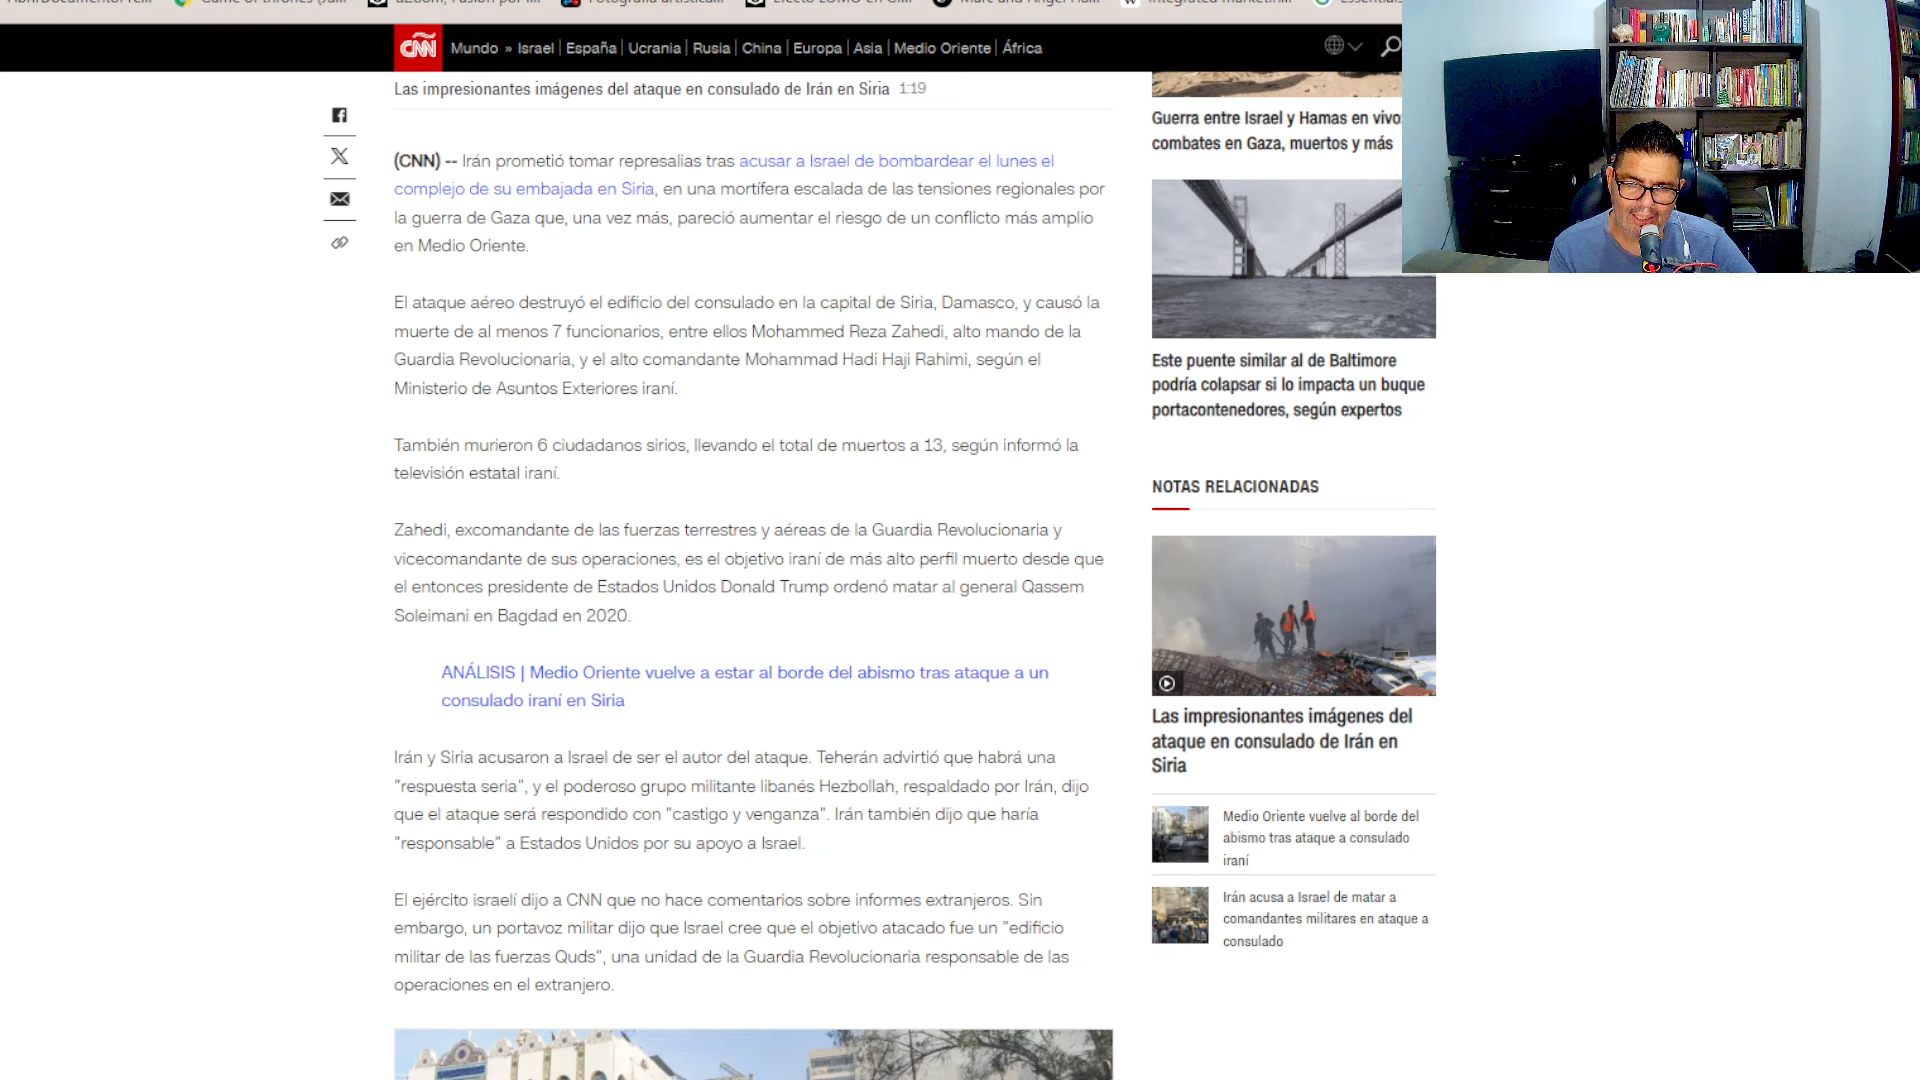 CNN
Mundo » Israel | España | Ucrania | Rusia | China | Europa | Asia | Medio Oriente | África
Las impresionantes imágenes del ataque en consulado de Irán en Siria 1:19
(CNN) -- Irán prometió tomar represalias tras acusar a Israel de bombardear el lunes el
complejo de su embajada en Siria, en una mortífera escalada de las tensiones regionales por
la guerra de Gaza que, una vez más, pareció aumentar el riesgo de un conflicto más amplio
en Medio Oriente.
El ataque aéreo destruyó el edificio del consulado en la capital de Siria, Damasco, y causó la
muerte de al menos 7 funcionarios, entre ellos Mohammed Reza Zahedi, alto mando de la
Guardia Revolucionaria, y el alto comandante Mohammad Hadi Haji Rahimi, según el
Ministerio de Asuntos Exteriores iraní.
También murieron 6 ciudadanos sirios, llevando el total de muertos a 13, según informó la
televisión estatal iraní.
Zahedi, excomandante de las fuerzas terrestres y aéreas de la Guardia Revolucionaria y
vicecomandante de sus operaciones, es el objetivo iraní de más alto perfil muerto desde que
el entonces presidente de Estados Unidos Donald Trump ordenó matar al general Qassem
Soleimani en Bagdad en 2020.
ANÁLISIS | Medio Oriente vuelve a estar al borde del abismo tras ataque a un
consulado iraní en Siria
Irán y Siria acusaron a Israel de ser el autor del ataque. Teherán advirtió que habrá una
"respuesta seria", y el poderoso grupo militante libanés Hezbollah, respaldado por Irán, dijo
que el ataque será respondido con "castigo y venganza". Irán también dijo que haría
"responsable" a Estados Unidos por su apoyo a Israel.
El ejército israelí dijo a CNN que no hace comentarios sobre informes extranjeros. Sin
embargo, un portavoz militar dijo que Israel cree que el objetivo atacado fue un "edificio
militar de las fuerzas Quds", una unidad de la Guardia Revolucionaria responsable de las
operaciones en el extranjero.
Guerra entre Israel y Hamas en vivo:
combates en Gaza, muertos y más
Este puente similar al de Baltimore
podría colapsar si lo impacta un buque
portacontenedores, según expertos
NOTAS RELACIONADAS
Las impresionantes imágenes del
ataque en consulado de Irán en
Siria
Medio Oriente vuelve al borde del
abismo tras ataque a consulado
iraní
Irán acusa a Israel de matar a
comandantes militares en ataque a
consulado